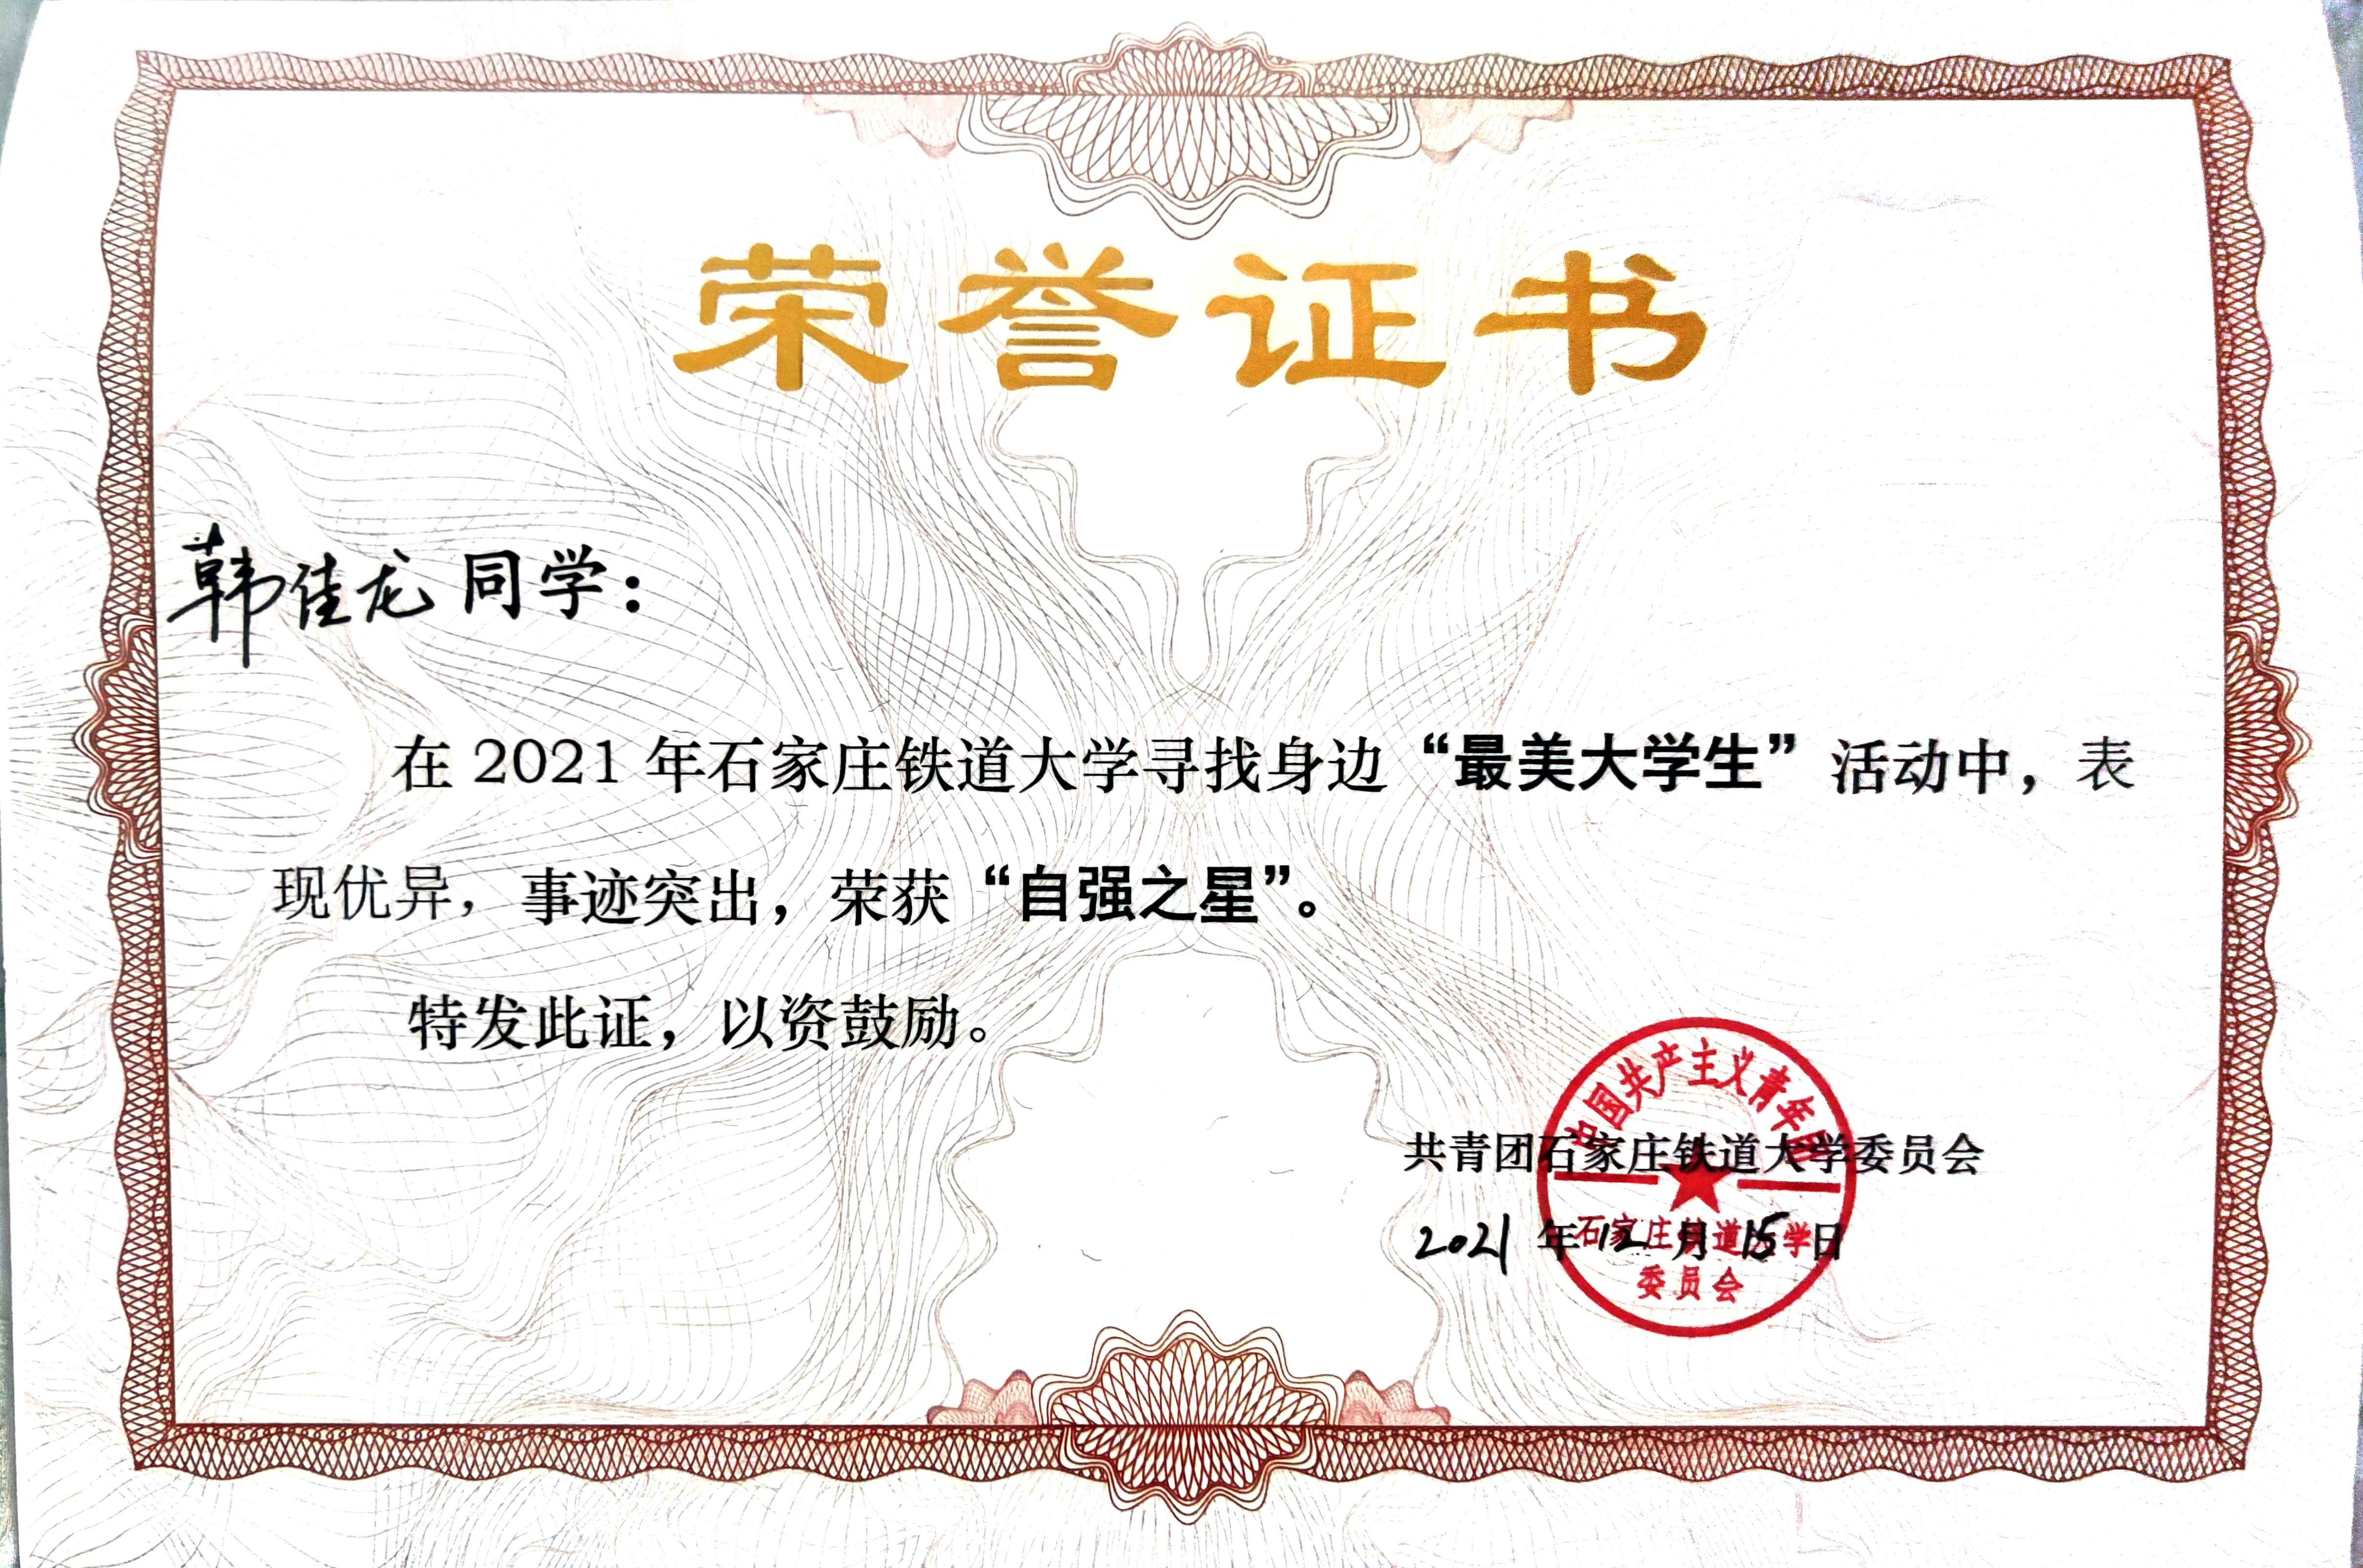 荣誉证书
韩佳龙同学：
在 2021 年石家庄铁道大学寻找身边“最美大学生”活动中，表
现优异，事迹突出，荣获“自强之星”。
特发此证，以资鼓励。
中国共产主义青年团
共青团石家庄铁道大学委员会
2021 年 12 月 15 日
石家庄铁道大学
委员会